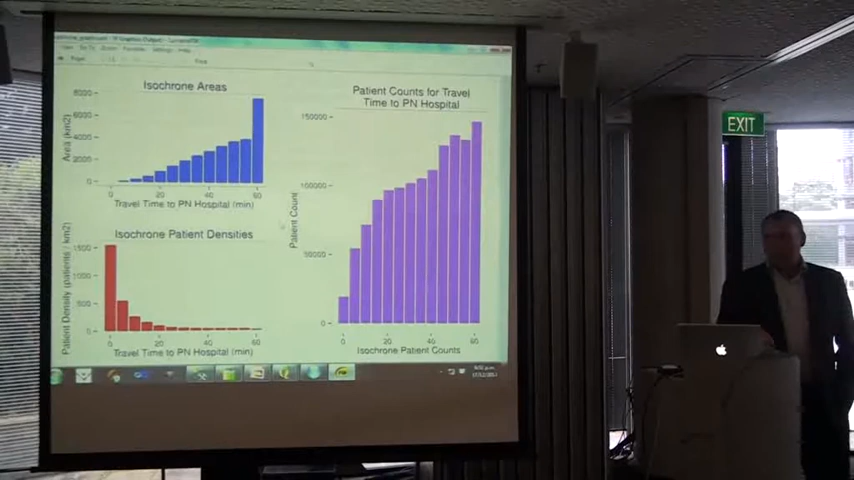 Isochrone Areas
8000
6000
4000
2000
0
Area (km2)
0 20 40 60
Travel Time to PN Hospital (min)
Isochrone Patient Densities
1500
1000
500
0
Patient Density (patients / km2)
0 20 40 60
Travel Time to PN Hospital (min)
Patient Counts for Travel
Time to PN Hospital
150000
100000
50000
0
Patient Count
0 20 40 60
Isochrone Patient Counts
EXIT